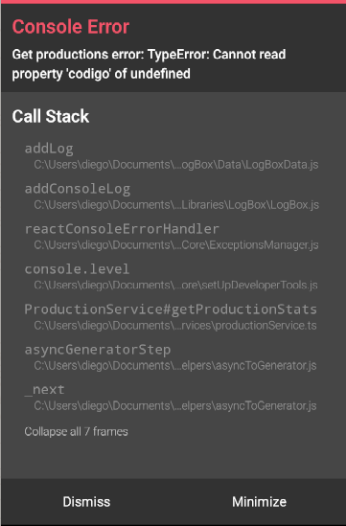 Console Error
Get productions error: TypeError: Cannot read
property 'codigo' of undefined
Call Stack
addLog
C:\Users\diego\Documents\...ogBox\Data\LogBoxData.js
addConsoleLog
C:\Users\diego\Documents\...Libraries\LogBox\LogBox.js
reactConsoleErrorHandler
C:\Users\diego\Documents\...Core\ExceptionsManager.js
console.level
C:\Users\diego\Documents\...ore\setUpDeveloperTools.js
ProductionService#getProductionStats
C:\Users\diego\Documents\...rvices\productionService.ts
asyncGeneratorStep
C:\Users\diego\Documents\...elpers\asyncToGenerator.js
_next
C:\Users\diego\Documents\...elpers\asyncToGenerator.js
Collapse all 7 frames
Dismiss
Minimize